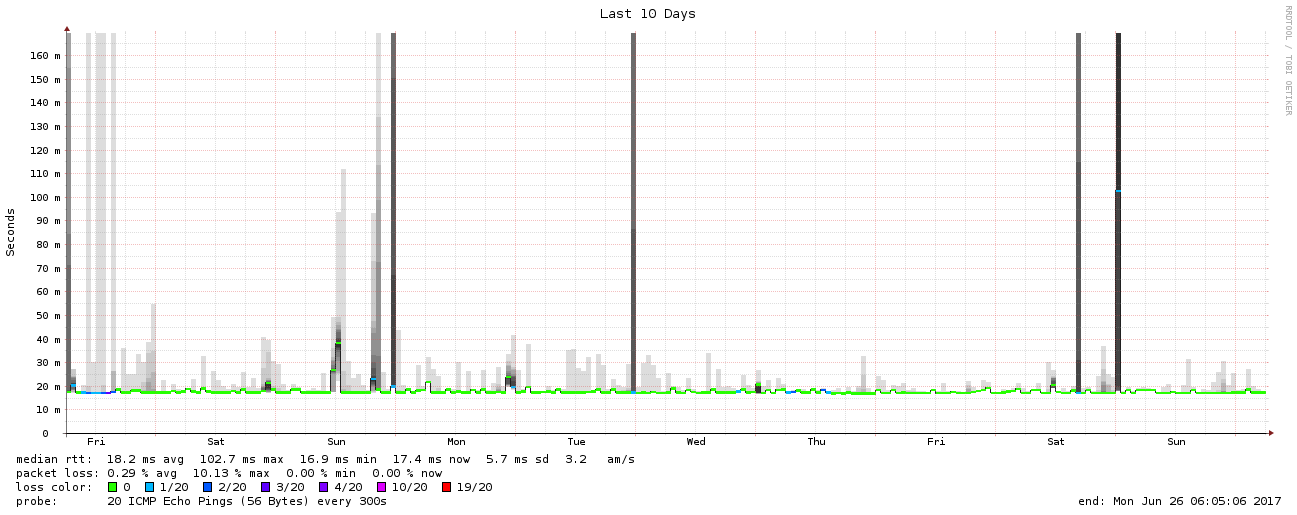 Last 10 Days
RRDTOOL / TOBI OETIKER
Seconds
160 m
150 m
140 m
130 m
120 m
110 m
100 m
90 m
80 m
70 m
60 m
50 m
40 m
30 m
20 m
10 m
0
Fri Sat Sun Mon Tue Wed Thu Fri Sat Sun
median rtt: 18.2 ms avg 102.7 ms max 16.9 ms min 17.4 ms now 5.7 ms sd 3.2 am/s
packet loss: 0.29 % avg 10.13 % max 0.00 % min 0.00 % now
loss color: 0 1/20 2/20 3/20 4/20 10/20 19/20
probe: 20 ICMP Echo Pings (56 Bytes) every 300s end: Mon Jun 26 06:05:06 2017